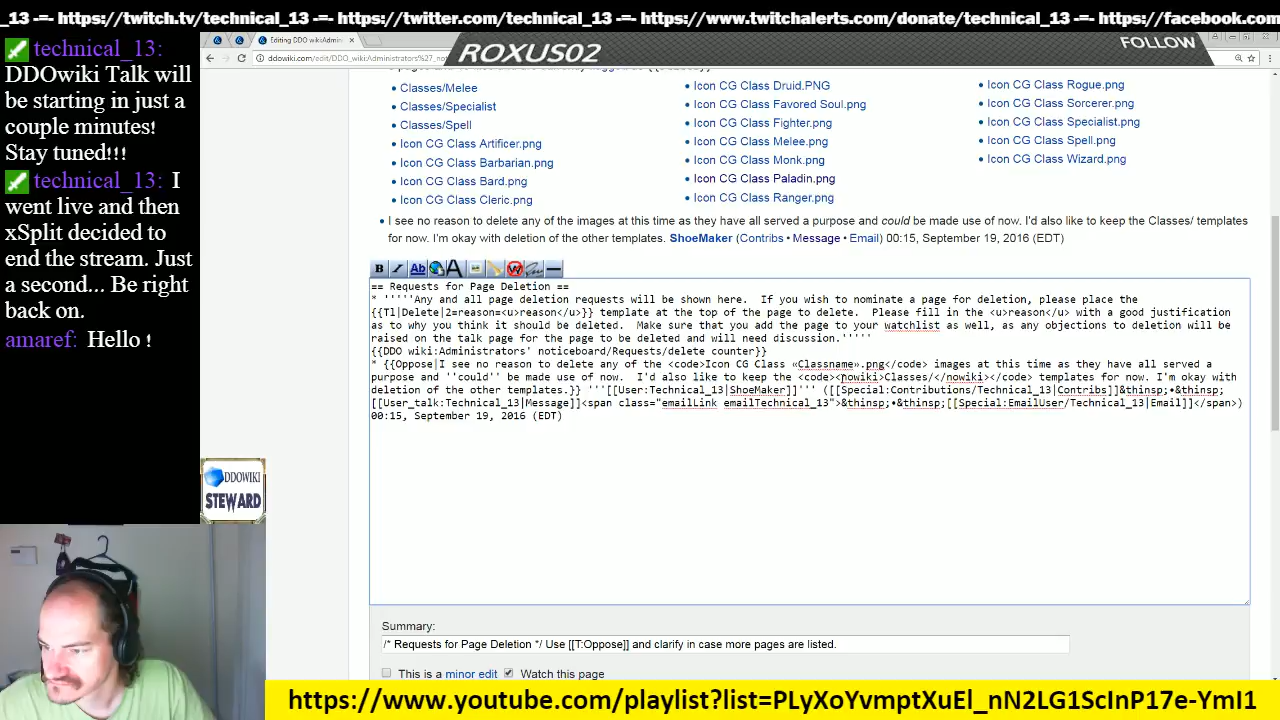 _13 -=- https://twitch.tv/technical_13 -=- https://twitter.com/technical_13 -=- https://www.twitchalerts.com/donate/technical_13 -=- https://facebook.com
technical_13:
DDOwiki Talk will
be starting in just a
couple minutes!
Stay tuned!!!
technical_13: I
went live and then
xSplit decided to
end the stream. Just
a second... Be right
back on.
amaref: Hello !
Editing DDO wiki:Admini
ROXUS02
FOLLOW
ddowiki.com/edit/DDO_wiki:Administrators%27_
Classes/Melee
Classes/Specialist
Classes/Spell
Icon CG Class Artificer.png
Icon CG Class Barbarian.png
Icon CG Class Bard.png
Icon CG Class Cleric.png
Icon CG Class Druid.PNG
Icon CG Class Favored Soul.png
Icon CG Class Fighter.png
Icon CG Class Melee.png
Icon CG Class Monk.png
Icon CG Class Paladin.png
Icon CG Class Ranger.png
Icon CG Class Rogue.png
Icon CG Class Sorcerer.png
Icon CG Class Specialist.png
Icon CG Class Spell.png
Icon CG Class Wizard.png
I see no reason to delete any of the images at this time as they have all served a purpose and could be made use of now. I'd also like to keep the Classes/ templates
for now. I'm okay with deletion of the other templates. ShoeMaker (Contribs • Message • Email) 00:15, September 19, 2016 (EDT)
B I Ab A W
== Requests for Page Deletion ==
* '''''Any and all page deletion requests will be shown here.  If you wish to nominate a page for deletion, please place the
{{Tl|Delete|2=reason=<u>reason</u>}} template at the top of the page to delete.  Please fill in the <u>reason</u> with a good justification
as to why you think it should be deleted.  Make sure that you add the page to your watchlist as well, as any objections to deletion will be
raised on the talk page for the page to be deleted and will need discussion.'''''
{{DDO wiki:Administrators' noticeboard/Requests/delete counter}}
* {{Oppose|I see no reason to delete any of the <code>Icon CG Class «Classname».png</code> images at this time as they have all served a
purpose and ''could'' be made use of now.  I'd also like to keep the <code><nowiki>Classes/</nowiki></code> templates for now. I'm okay with
deletion of the other templates.}} '''[[User:Technical_13|ShoeMaker]]''' ([[Special:Contributions/Technical_13|Contribs]]&thinsp;•&thinsp;
[[User_talk:Technical_13|Message]]<span class="emailLink emailTechnical_13">&thinsp;•&thinsp;[[Special:EmailUser/Technical_13|Email]]</span>)
00:15, September 19, 2016 (EDT)
DDOWIKI
STEWARD
Summary:
/* Requests for Page Deletion */ Use [[T:Oppose]] and clarify in case more pages are listed.
This is a minor edit Watch this page
https://www.youtube.com/playlist?list=PLyXoYvmptXuEl_nN2LG1ScInP17e-YmI1